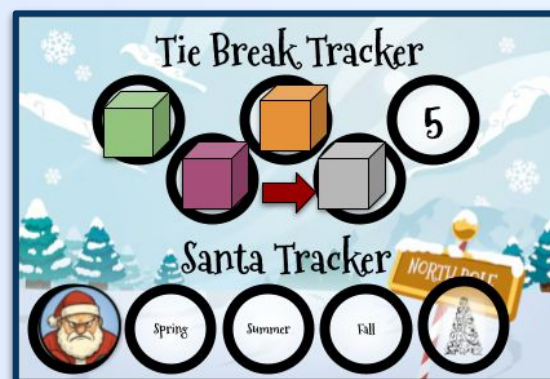 Tie Break Tracker
5
Santa Tracker
NORTH POLE
Spring
Summer
Fall